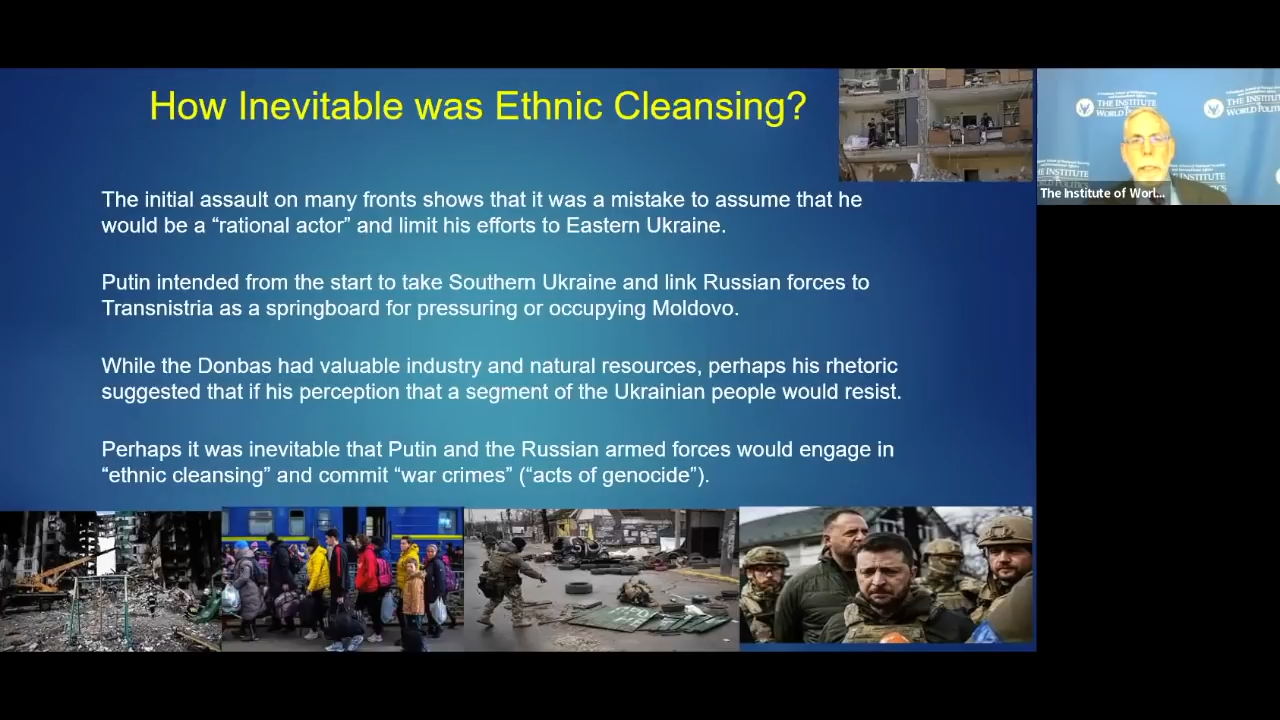 How Inevitable was Ethnic Cleansing?
The initial assault on many fronts shows that it was a mistake to assume that he
would be a “rational actor” and limit his efforts to Eastern Ukraine.
Putin intended from the start to take Southern Ukraine and link Russian forces to
Transnistria as a springboard for pressuring or occupying Moldovo.
While the Donbas had valuable industry and natural resources, perhaps his rhetoric
suggested that if his perception that a segment of the Ukrainian people would resist.
Perhaps it was inevitable that Putin and the Russian armed forces would engage in
“ethnic cleansing” and commit “war crimes” (“acts of genocide”).
THE INSTITUTE
WORLD
THE INSTIT
WORLD
The Institute of Worl...